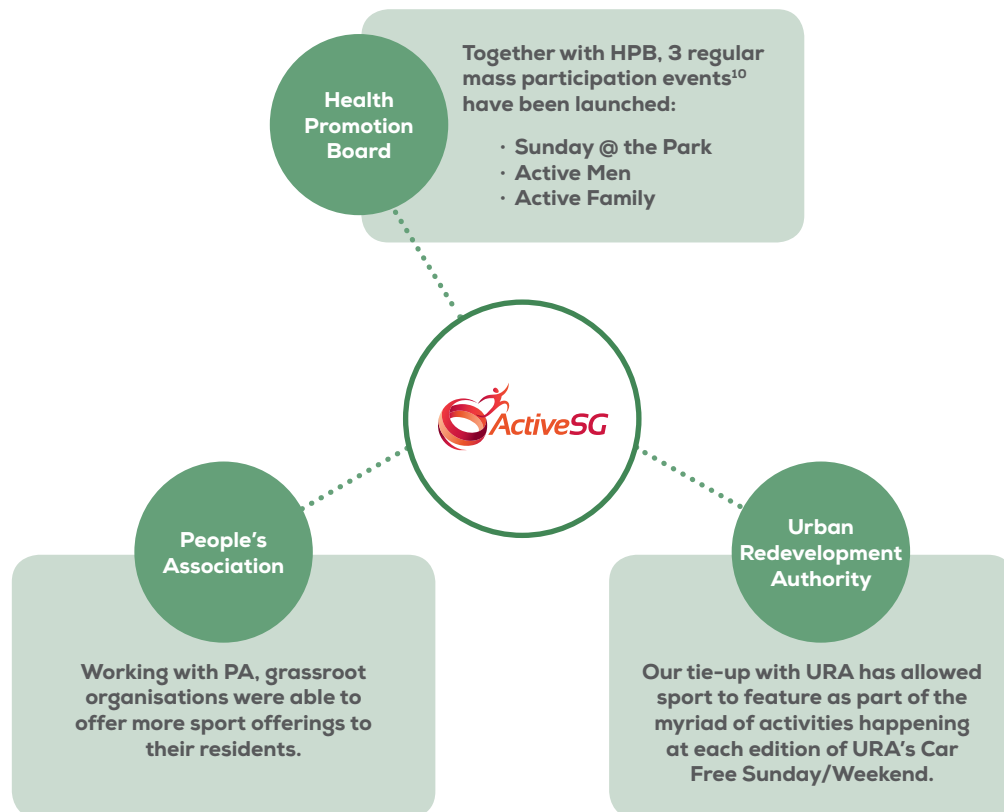 Health
Promotion
Board
Together with HPB, 3 regular
mass participation events¹⁰
have been launched:
· Sunday @ the Park
· Active Men
· Active Family
ActiveSG
People’s
Association
Working with PA, grassroot
organisations were able to
offer more sport offerings to
their residents.
Urban
Redevelopment
Authority
Our tie-up with URA has allowed
sport to feature as part of the
myriad of activities happening
at each edition of URA’s Car
Free Sunday/Weekend.